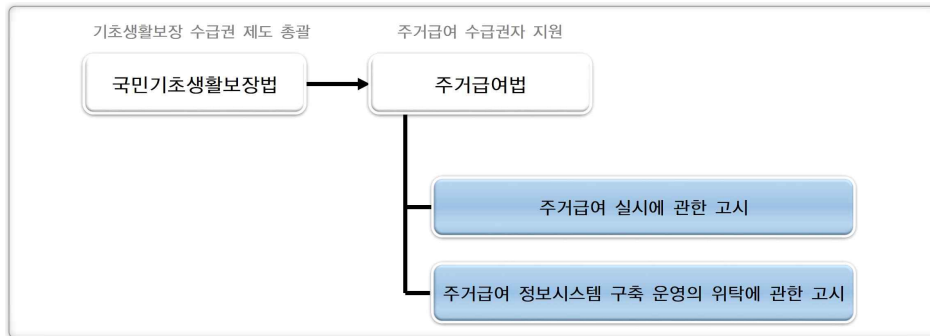 기초생활보장 수급권 제도 총괄
주거급여 수급권자 지원
국민기초생활보장법
주거급여법
주거급여 실시에 관한 고시
주거급여 정보시스템 구축 운영의 위탁에 관한 고시